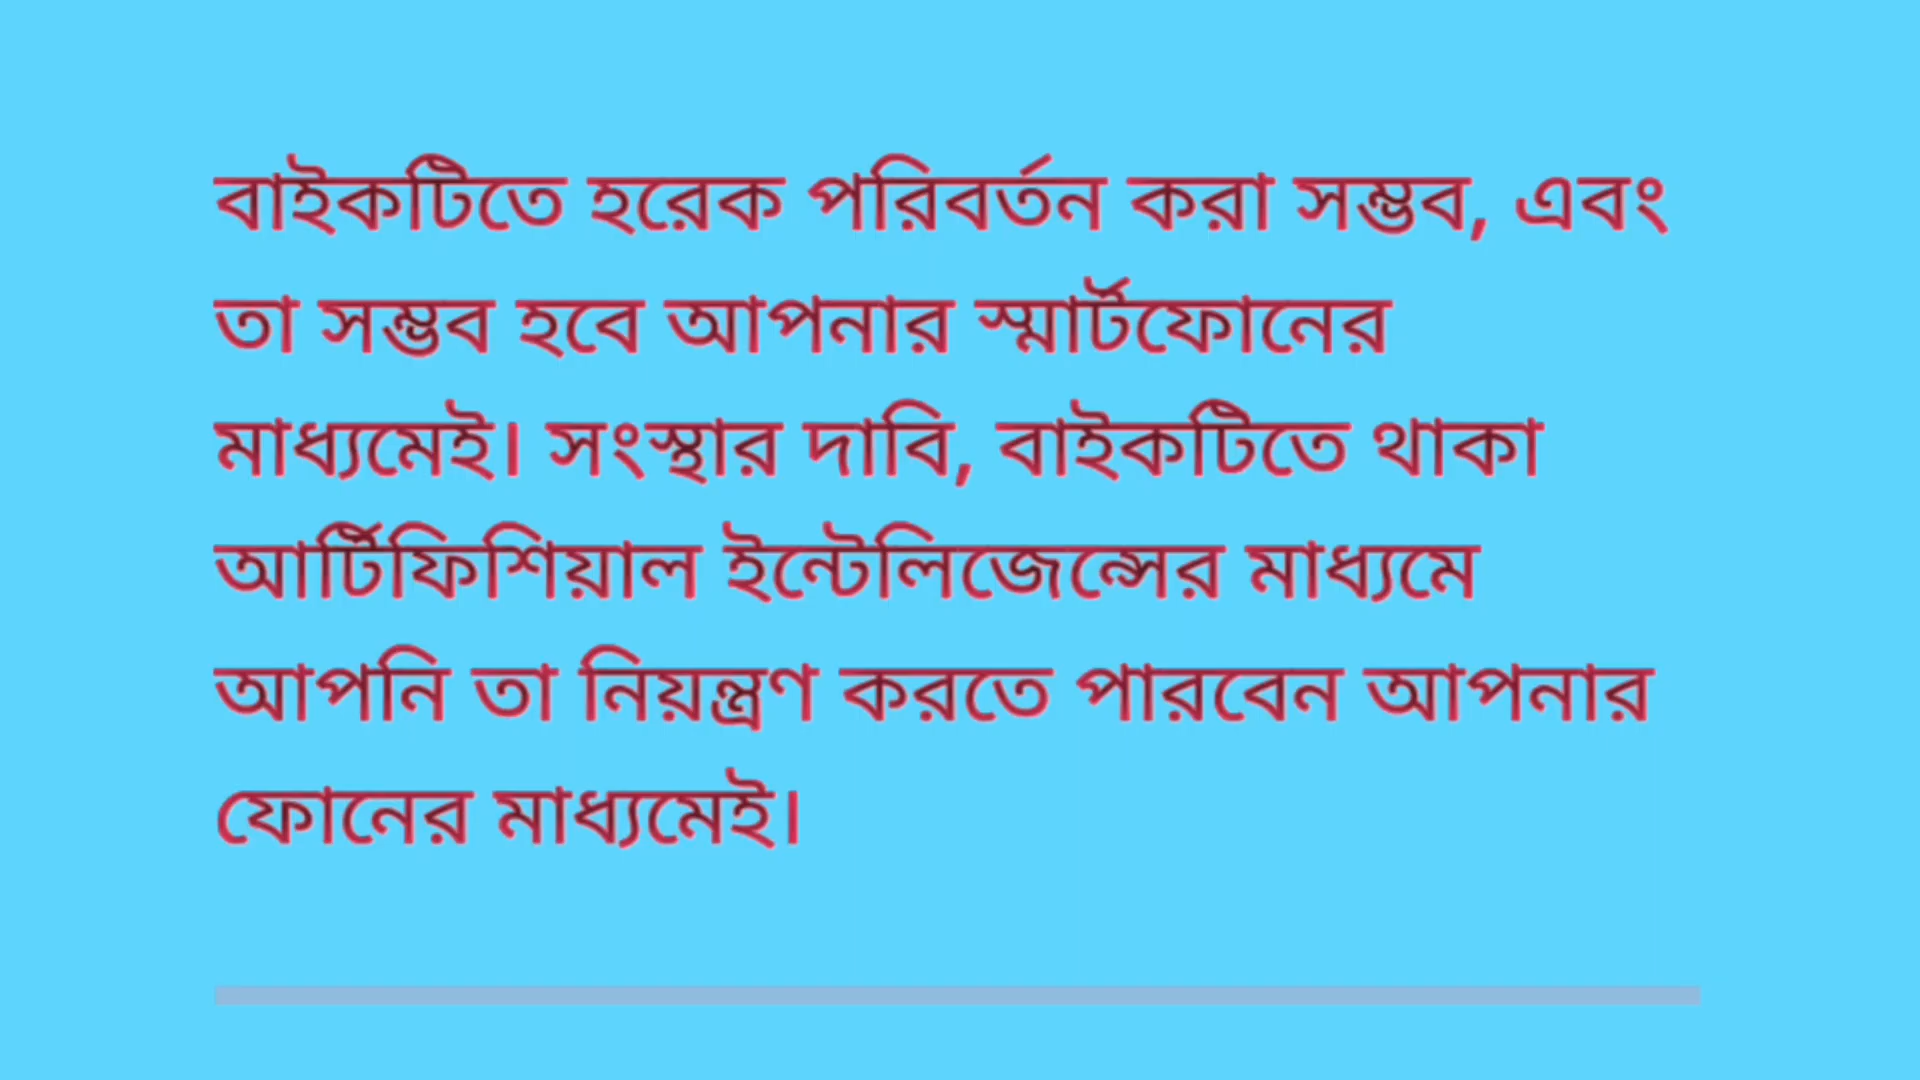 বাইকটিতে হরেক পরিবর্তন করা সম্ভব, এবং
তা সম্ভব হবে আপনার স্মার্টফোনের
মাধ্যমেই। সংস্থার দাবি, বাইকটিতে থাকা
আর্টিফিশিয়াল ইন্টেলিজেন্সের মাধ্যমে
আপনি তা নিয়ন্ত্রণ করতে পারবেন আপনার
ফোনের মাধ্যমেই।